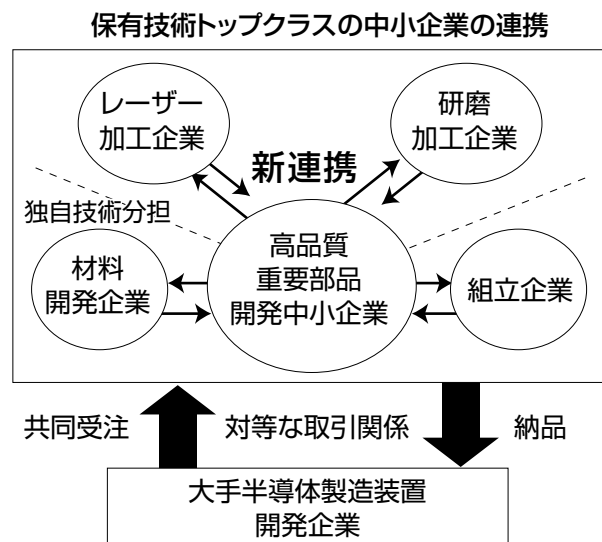 保有技術トップクラスの中小企業の連携
レーザー
加工企業
研磨
加工企業
新連携
独自技術分担
材料
開発企業
高品質
重要部品
開発中小企業
組立企業
共同受注
対等な取引関係
納品
大手半導体製造装置
開発企業